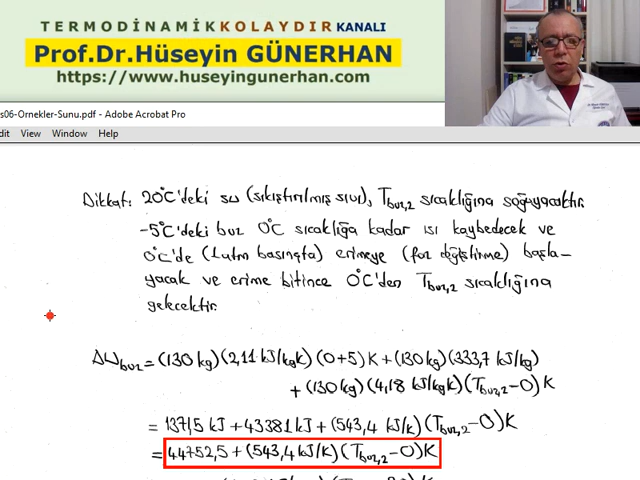 TERMODİNAMİKKOLAYDIR KANALI
Prof.Dr.Hüseyin GÜNERHAN
https://www.huseyingunerhan.com
s06-Ornekler-Sunu.pdf - Adobe Acrobat Pro
dit View Window Help
Dikkat: 20°C'deki su (sıkıştırılmış sıvı), Tbuz,2 sıcaklığına soğuyacaktır.
-5°C'deki buz 0°C sıcaklığa kadar ısı kaybedecek ve
0°C'de (1 atm basınçta) erimeye (faz değiştirme) başla-
yacak ve erime bitince 0°C'den Tbuz,2 sıcaklığına
gelecektir.
ΔUbuz = (130 kg)(2,11 kJ/kgK)(0+5)K + (130 kg)(333,7 kJ/kg)
+ (130 kg)(4,18 kJ/kgK)(Tbuz,2-0)K
= 1371,5 kJ + 43381 kJ + (543,4 kJ/K)(Tbuz,2-0)K
= 44752,5 + (543,4 kJ/K)(Tbuz,2-0)K